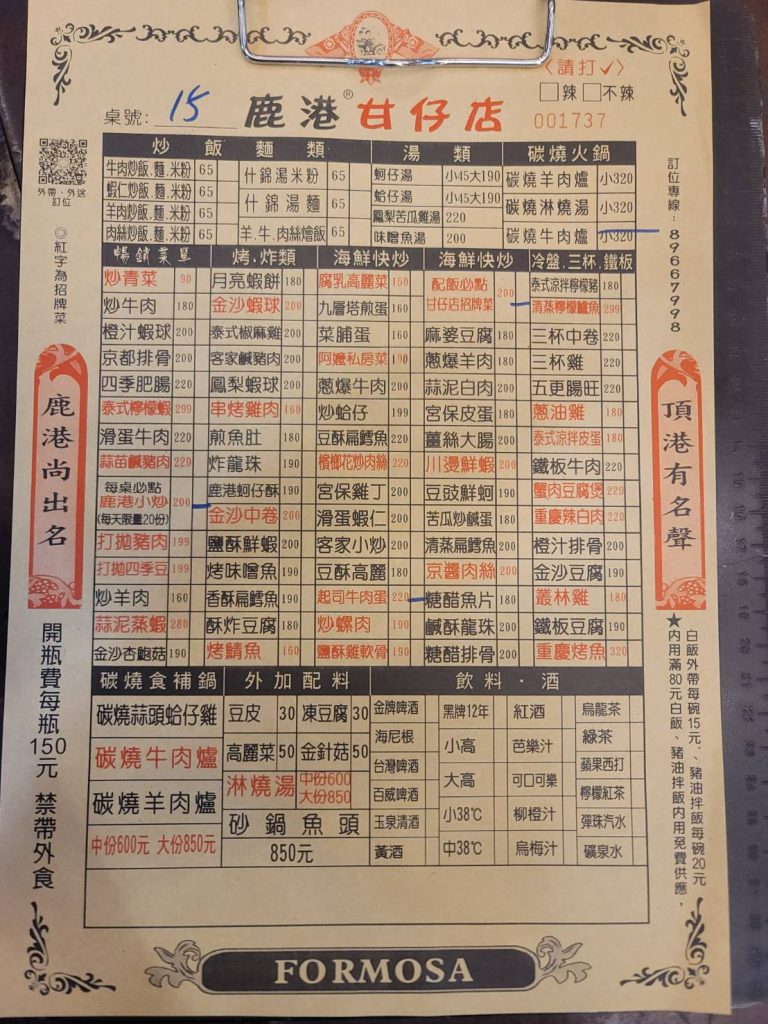 〈請打✓〉
□辣□不辣
桌號: 15 鹿港®甘仔店
001737
外帶、外送
訂位
◎紅字為招牌菜
訂位專線：89667998
鹿港尚出名
頂港有名聲
開瓶費每瓶150元 禁帶外食
白飯外帶每碗15元、豬油拌飯每碗20元
★內用滿80元白飯、豬油拌飯內用免費供應，
炒飯麵類
牛肉炒飯.麵.米粉 65
蝦仁炒飯.麵.米粉 65
羊肉炒飯.麵.米粉 65
肉絲炒飯.麵.米粉 65
什錦湯米粉 65
什錦湯麵 65
羊.牛.肉絲燴飯 65
湯類
蚵仔湯 小45大190
蛤仔湯 小45大190
鳳梨苦瓜雞湯 220
味噌魚湯 200
碳燒火鍋
碳燒羊肉爐 小320
碳燒淋燒湯 小320
碳燒牛肉爐 小320
暢銷菜單
炒青菜 90
炒牛肉 180
橙汁蝦球 200
京都排骨 200
四季肥腸 220
泰式檸檬蝦 299
滑蛋牛肉 220
蒜苗鹹豬肉 220
每桌必點
鹿港小炒 200
(每天限量20份)
打拋豬肉 199
打拋四季豆 199
炒羊肉 160
蒜泥蒸蝦 280
金沙杏鮑菇 190
烤.炸類
月亮蝦餅 180
金沙蝦球 200
泰式椒麻雞 200
客家鹹豬肉 200
鳳梨蝦球 200
串烤雞肉 160
煎魚肚 180
炸龍珠 190
鹿港蚵仔酥 190
金沙中卷 200
鹽酥鮮蝦 200
烤味噌魚 190
香酥扁鱈魚 190
酥炸豆腐 180
烤鯖魚 160
海鮮快炒
腐乳高麗菜 150
九層塔煎蛋 160
菜脯蛋 160
阿嬤私房菜 190
蔥爆牛肉 200
炒蛤仔 199
豆酥扁鱈魚 220
檳榔花炒肉絲 220
宮保雞丁 200
滑蛋蝦仁 200
客家小炒 200
豆酥高麗 180
起司牛肉蛋 220
炒螺肉 190
鹽酥雞軟骨 190
海鮮快炒
配飯必點
甘仔店招牌菜 200
麻婆豆腐 180
蔥爆羊肉 180
蒜泥白肉 200
宮保皮蛋 180
薑絲大腸 200
川燙鮮蝦 200
豆豉鮮蚵 190
苦瓜炒鹹蛋 180
清蒸扁鱈魚 200
京醬肉絲 200
糖醋魚片 180
鹹酥龍珠 200
糖醋排骨 200
冷盤.三杯.鐵板
泰式涼拌檸檬豬 180
清蒸檸檬鱸魚 299
三杯中卷 220
三杯雞 220
五更腸旺 220
蔥油雞 180
泰式涼拌皮蛋 180
鐵板牛肉 220
蟹肉豆腐煲 220
重慶辣白肉 220
橙汁排骨 200
金沙豆腐 190
叢林雞 180
鐵板豆腐 190
重慶烤魚 320
碳燒食補鍋
碳燒蒜頭蛤仔雞
碳燒牛肉爐
碳燒羊肉爐
中份600元 大份850元
外加配料
豆皮 30 凍豆腐 30
高麗菜 50 金針菇 50
淋燒湯 中份600
大份850
砂鍋魚頭
850元
飲料.酒
金牌啤酒
海尼根
台灣啤酒
百威啤酒
玉泉清酒
黃酒
黑牌12年
小高
大高
小38℃
中38℃
紅酒
芭樂汁
可口可樂
柳橙汁
烏梅汁
烏龍茶
綠茶
蘋果西打
檸檬紅茶
彈珠汽水
礦泉水
FORMOSA